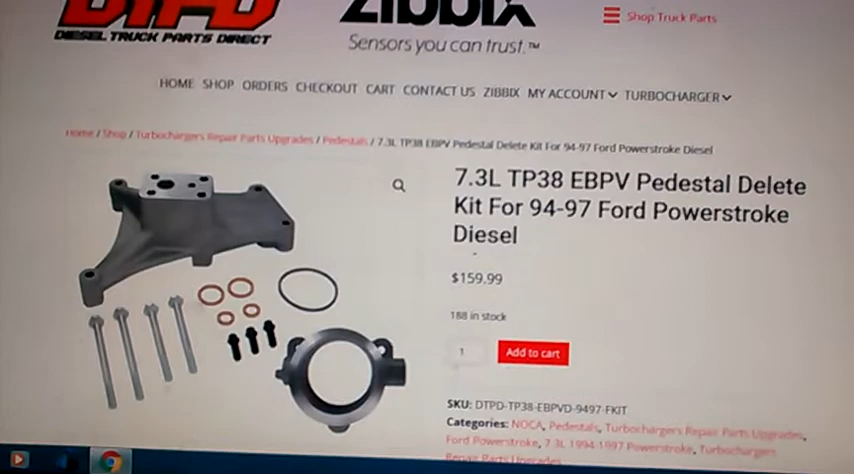 DTPD
ZIBBIX
Shop Truck Parts
DIESEL TRUCK PARTS DIRECT
Sensors you can trust.™
HOME SHOP ORDERS CHECKOUT CART CONTACT US ZIBBIX MY ACCOUNT TURBOCHARGER
Home / Shop / Turbochargers Repair Parts Upgrades / Pedestals / 7.3L TP38 EBPV Pedestal Delete Kit For 94-97 Ford Powerstroke Diesel
7.3L TP38 EBPV Pedestal Delete
Kit For 94-97 Ford Powerstroke
Diesel
$159.99
188 in stock
1 Add to cart
SKU: DTPD-TP38-EBPVD-9497-FKIT
Categories: NOCA, Pedestals, Turbochargers Repair Parts Upgrades,
Ford Powerstroke, 7.3L 1994-1997 Powerstroke, Turbochargers
Repair Parts Upgrades